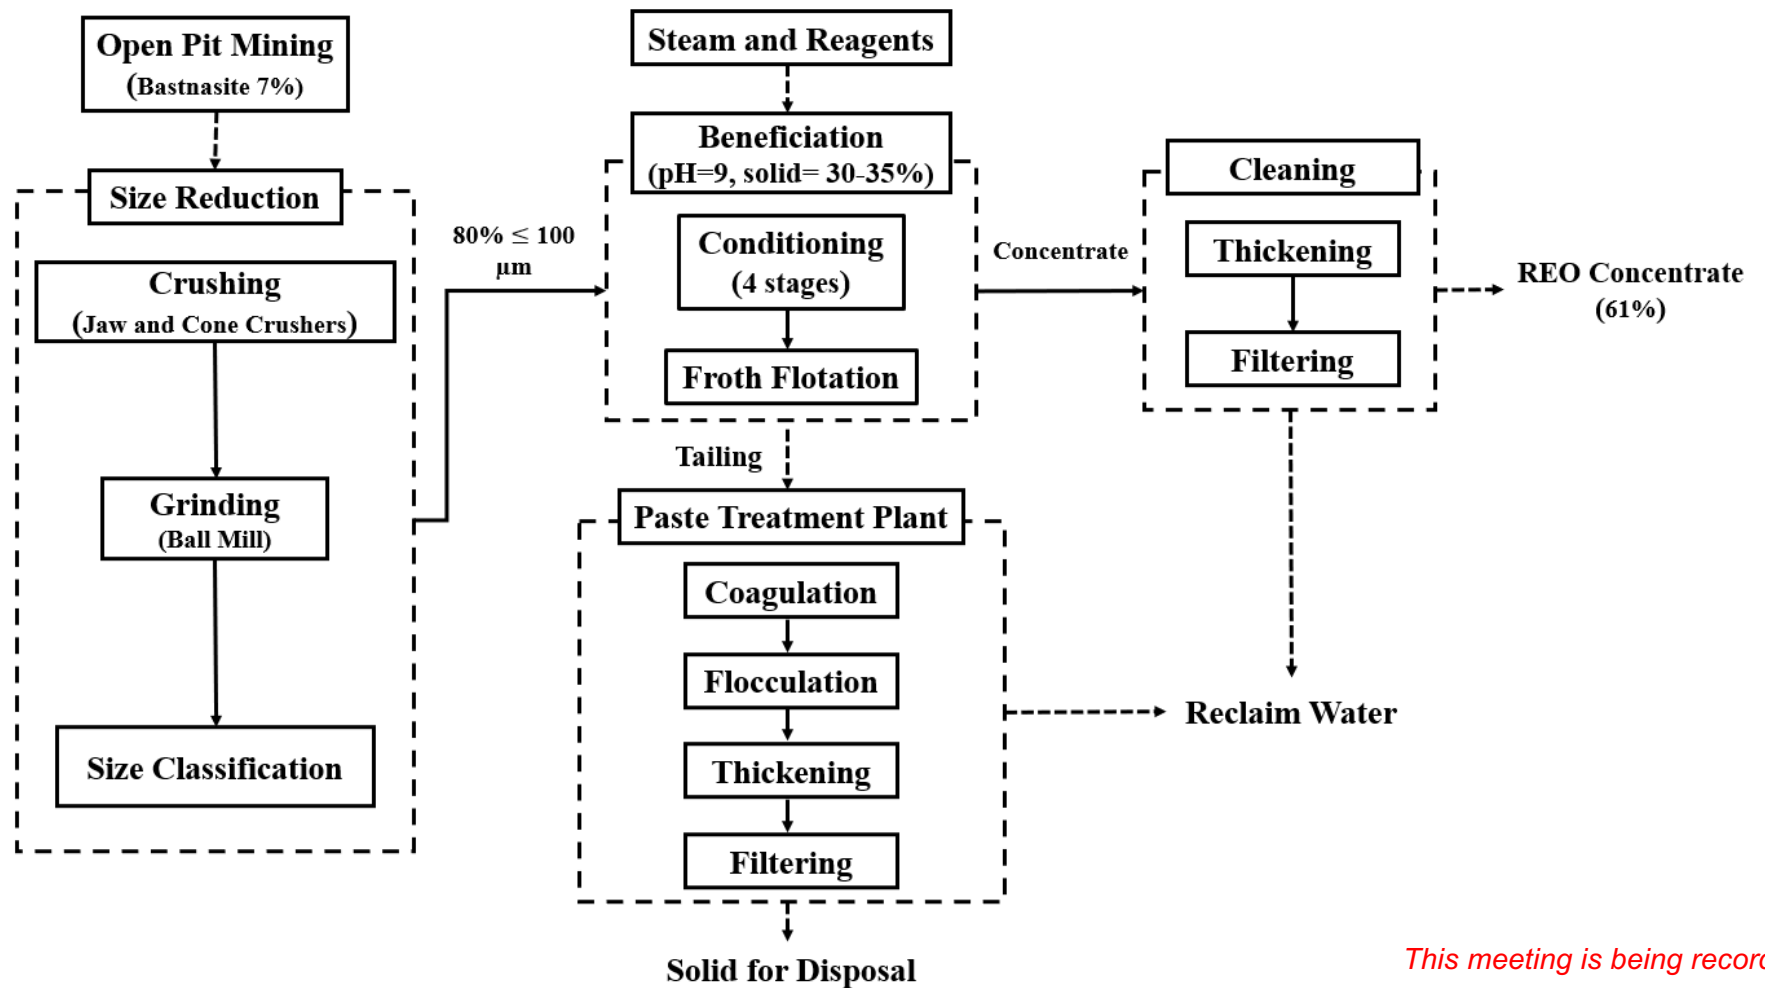 Open Pit Mining
(Bastnasite 7%)
Size Reduction
Crushing
(Jaw and Cone Crushers)
Grinding
(Ball Mill)
Size Classification
80% ≤ 100
µm
Steam and Reagents
Beneficiation
(pH=9, solid= 30-35%)
Conditioning
(4 stages)
Froth Flotation
Tailing
Paste Treatment Plant
Coagulation
Flocculation
Thickening
Filtering
Solid for Disposal
Concentrate
Cleaning
Thickening
Filtering
REO Concentrate
(61%)
Reclaim Water
This meeting is being